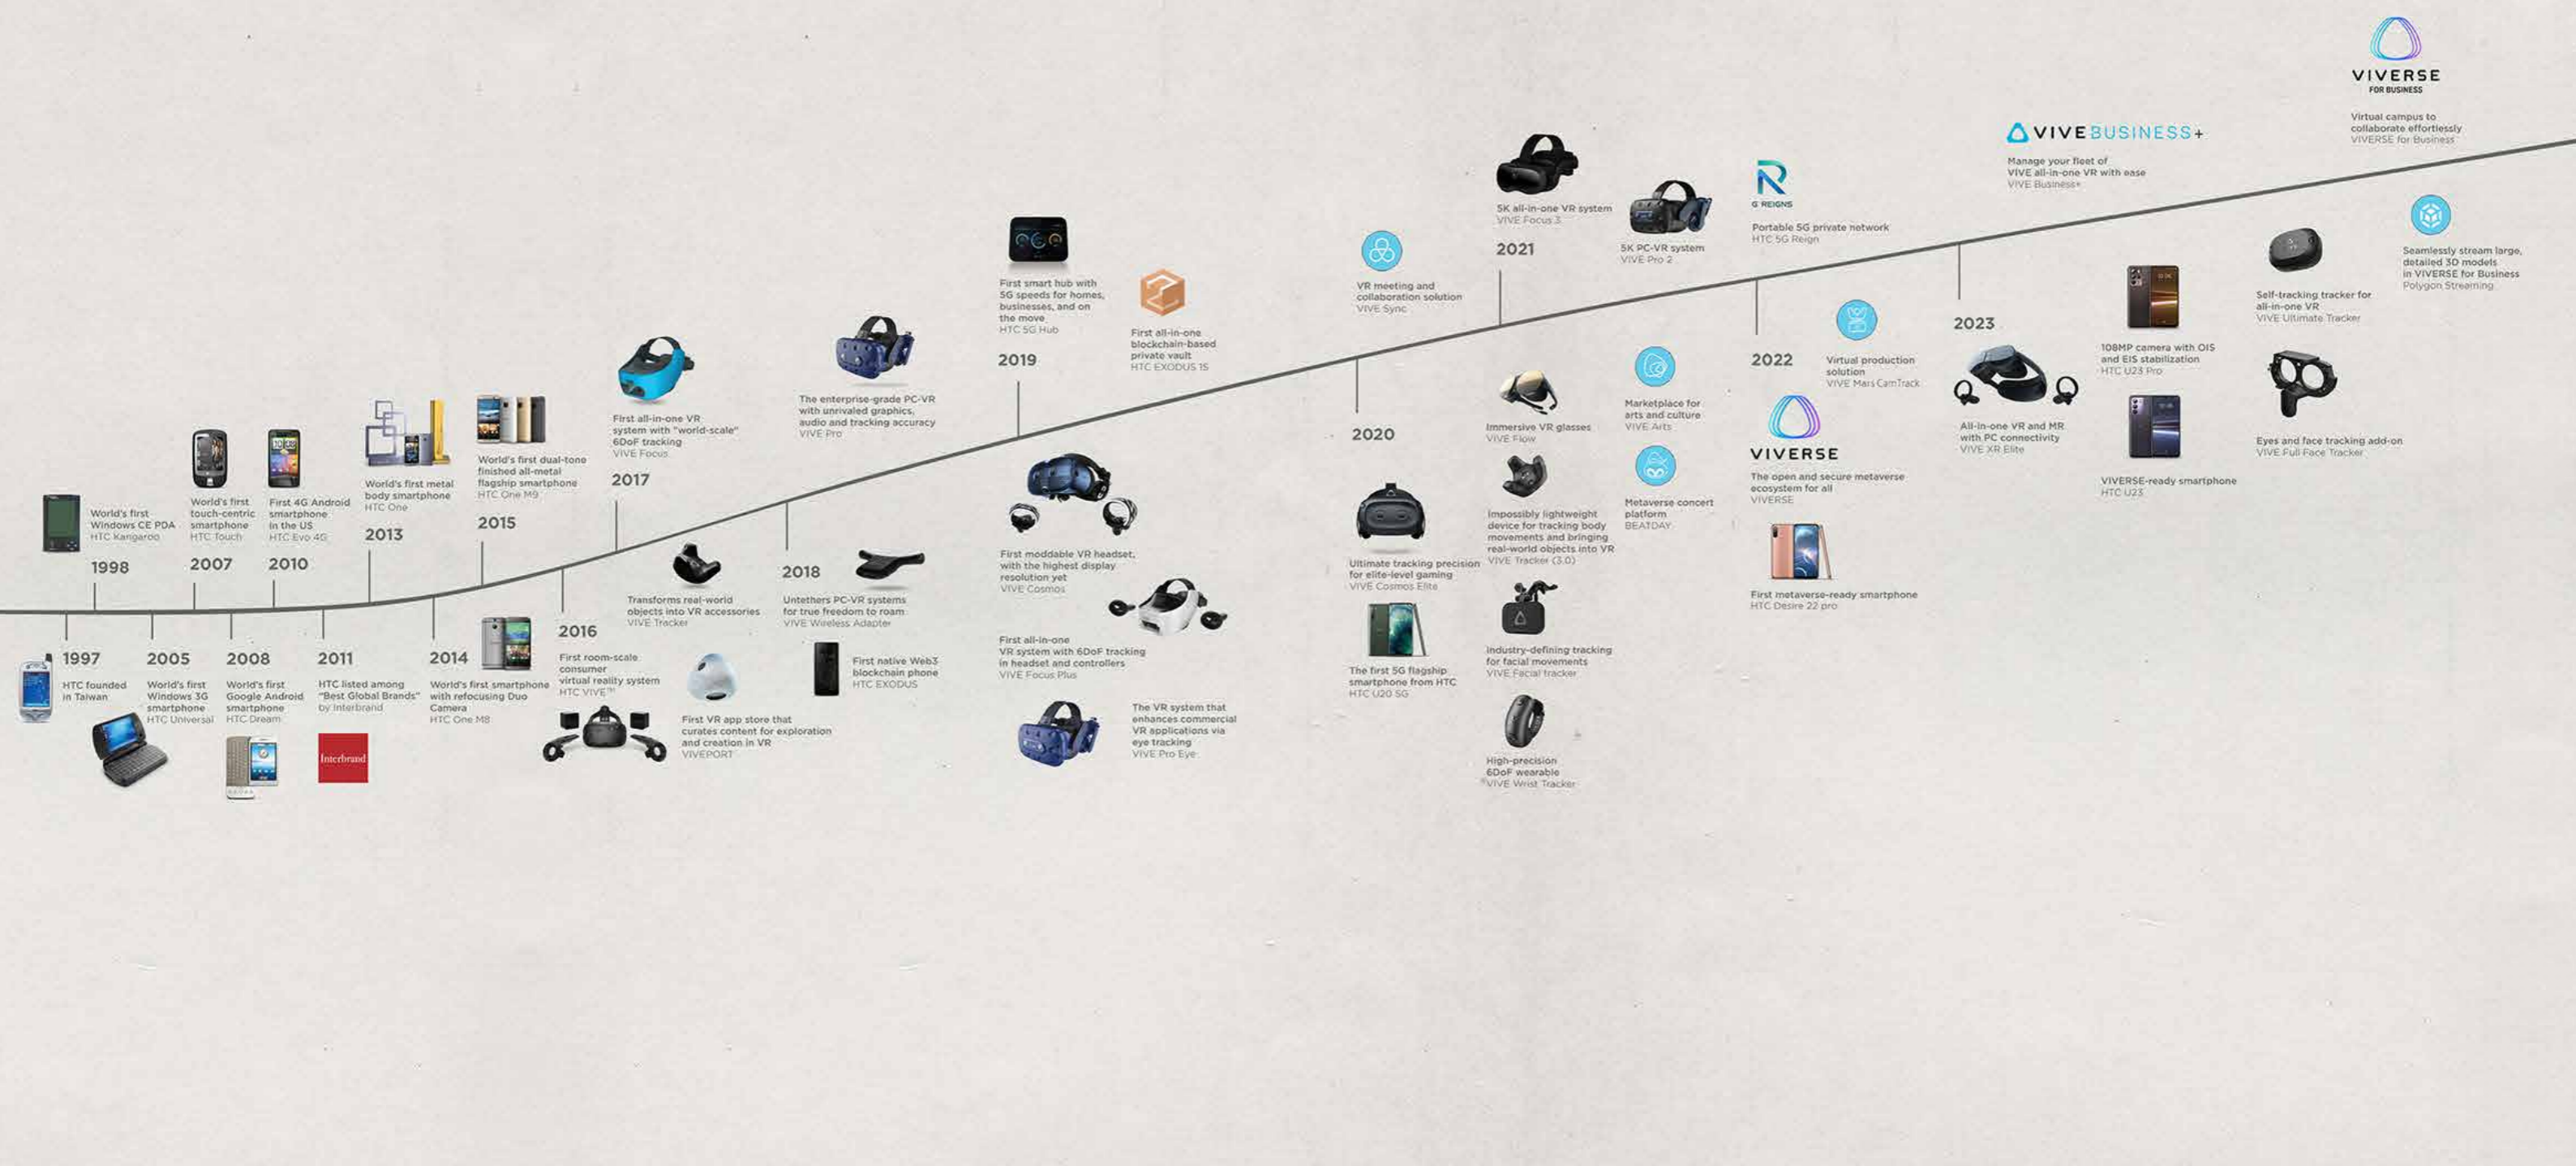 World's first
Windows CE PDA
HTC Kangaroo
1998
World's first
touch-centric
smartphone
HTC Touch
2007
First 4G Android
smartphone
in the US
HTC Evo 4G
2010
World's first metal
body smartphone
HTC One
2013
World's first dual-tone
finished all-metal
flagship smartphone
HTC One M9
2015
First all-in-one VR
system with "world-scale"
6DoF tracking
VIVE Focus
2017
The enterprise-grade PC-VR
with unrivaled graphics,
audio and tracking accuracy
VIVE Pro
First smart hub with
5G speeds for homes,
businesses, and on
the move
HTC 5G Hub
2019
First all-in-one
blockchain-based
private vault
HTC EXODUS 1S
VR meeting and
collaboration solution
VIVE Sync
5K all-in-one VR system
VIVE Focus 3
2021
5K PC-VR system
VIVE Pro 2
G REIGNS
Portable 5G private network
HTC 5G Reign
VIVE BUSINESS+
Manage your fleet of
VIVE all-in-one VR with ease
VIVE Business+
VIVERSE
FOR BUSINESS
Virtual campus to
collaborate effortlessly
VIVERSE for Business
1997
HTC founded
in Taiwan
2005
World's first
Windows 3G
smartphone
HTC Universal
2008
World's first
Google Android
smartphone
HTC Dream
2011
HTC listed among
"Best Global Brands"
by Interbrand
Interbrand
2014
World's first smartphone
with refocusing Duo
Camera
HTC One M8
2016
First room-scale
consumer
virtual reality system
HTC VIVE™
Transforms real-world
objects into VR accessories
VIVE Tracker
First VR app store that
curates content for exploration
and creation in VR
VIVEPORT
2018
Untethers PC-VR systems
for true freedom to roam
VIVE Wireless Adapter
First native Web3
blockchain phone
HTC EXODUS
First moddable VR headset,
with the highest display
resolution yet
VIVE Cosmos
First all-in-one
VR system with 6DoF tracking
in headset and controllers
VIVE Focus Plus
The VR system that
enhances commercial
VR applications via
eye tracking
VIVE Pro Eye
2020
Ultimate tracking precision
for elite-level gaming
VIVE Cosmos Elite
The first 5G flagship
smartphone from HTC
HTC U20 5G
Immersive VR glasses
VIVE Flow
Impossibly lightweight
device for tracking body
movements and bringing
real-world objects into VR
VIVE Tracker (3.0)
Industry-defining tracking
for facial movements
VIVE Facial tracker
High-precision
6DoF wearable
VIVE Wrist Tracker
Marketplace for
arts and culture
VIVE Arts
Metaverse concert
platform
BEATDAY
2022
Virtual production
solution
VIVE Mars CamTrack
VIVERSE
The open and secure metaverse
ecosystem for all
VIVERSE
First metaverse-ready smartphone
HTC Desire 22 pro
2023
All-in-one VR and MR
with PC connectivity
VIVE XR Elite
108MP camera with OIS
and EIS stabilization
HTC U23 Pro
VIVERSE-ready smartphone
HTC U23
Self-tracking tracker for
all-in-one VR
VIVE Ultimate Tracker
Eyes and face tracking add-on
VIVE Full Face Tracker
Seamlessly stream large,
detailed 3D models
in VIVERSE for Business
Polygon Streaming